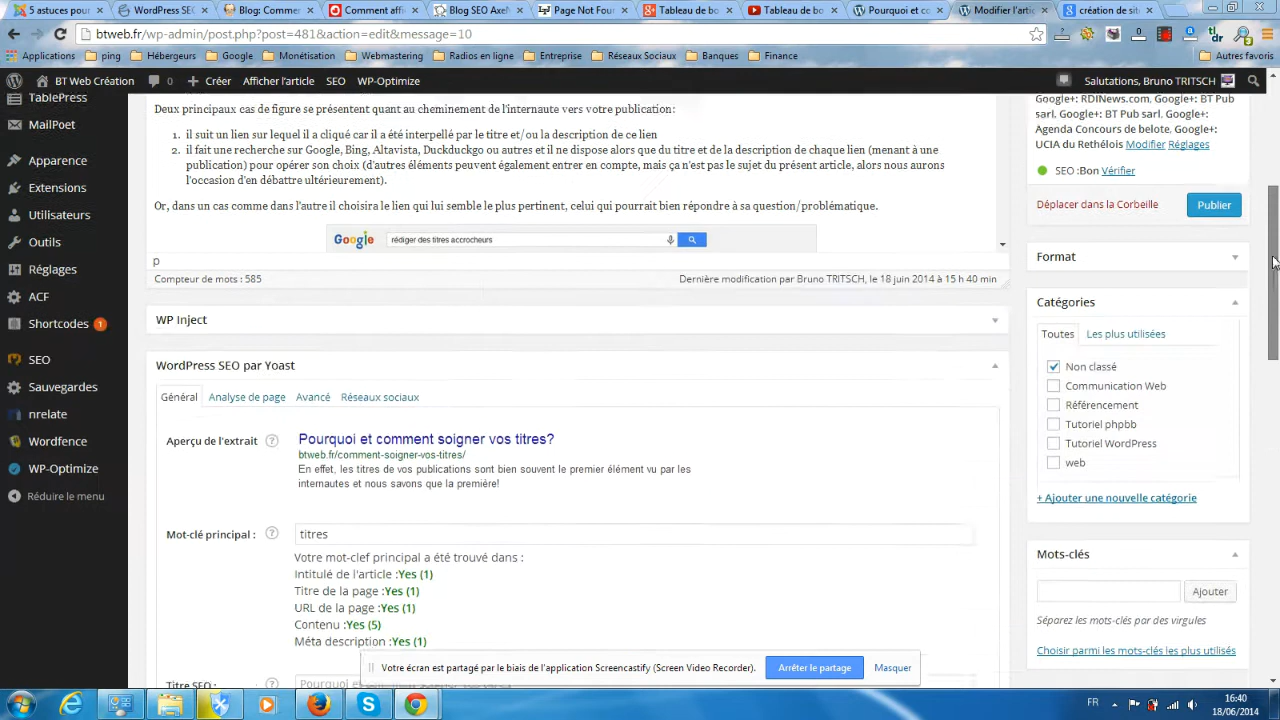 5 astuces pour
WordPress SEO
Blog: Commer
Comment affi
Blog SEO Axe
Page Not Foun
Tableau de bo
Tableau de bo
Pourquoi et co
Modifier l'artic
création de sit
btweb.fr/wp-admin/post.php?post=481&action=edit&message=10
Applications ping Hébergeurs Google Monétisation Webmastering Radios en ligne Entreprise Réseaux Sociaux Banques Finance Autres favoris
BT Web Création 0 Créer Afficher l'article SEO WP-Optimize Salutations, Bruno TRITSCH
TablePress
MailPoet
Apparence
Extensions
Utilisateurs
Outils
Réglages
ACF
Shortcodes 1
SEO
Sauvegardes
nrelate
Wordfence
WP-Optimize
Réduire le menu
Deux principaux cas de figure se présentent quant au cheminement de l'internaute vers votre publication:
1. il suit un lien sur lequel il a cliqué car il a été interpellé par le titre et/ou la description de ce lien
2. il fait une recherche sur Google, Bing, Altavista, Duckduckgo ou autres et il ne dispose alors que du titre et de la description de chaque lien (menant à une
publication) pour opérer son choix (d'autres éléments peuvent également entrer en compte, mais ça n'est pas le sujet du présent article, alors nous aurons
l'occasion d'en débattre ultérieurement).
Or, dans un cas comme dans l'autre il choisira le lien qui lui semble le plus pertinent, celui qui pourrait bien répondre à sa question/problématique.
Google rédiger des titres accrocheurs
p
Compteur de mots : 585 Dernière modification par Bruno TRITSCH, le 18 juin 2014 à 15 h 40 min
WP Inject
WordPress SEO par Yoast
Général Analyse de page Avancé Réseaux sociaux
Aperçu de l'extrait ?
Pourquoi et comment soigner vos titres?
btweb.fr/comment-soigner-vos-titres/
En effet, les titres de vos publications sont bien souvent le premier élément vu par les
internautes et nous savons que la première!
Mot-clé principal : ? titres
Votre mot-clef principal a été trouvé dans :
Intitulé de l'article :Yes (1)
Titre de la page :Yes (1)
URL de la page :Yes (1)
Contenu :Yes (5)
Méta description :Yes (1)
Titre SEO : ? Pourquoi et comment soigner vos titres
Google+: RDINews.com, Google+: BT Pub
sarl, Google+: BT Pub sarl, Google+:
Agenda Concours de belote, Google+:
UCIA du Rethélois Modifier Réglages
SEO :Bon Vérifier
Déplacer dans la Corbeille Publier
Format
Catégories
Toutes Les plus utilisées
Non classé
Communication Web
Référencement
Tutoriel phpbb
Tutoriel WordPress
web
+ Ajouter une nouvelle catégorie
Mots-clés
Ajouter
Séparez les mots-clés par des virgules
Choisir parmi les mots-clés les plus utilisés
Votre écran est partagé par le biais de l'application Screencastify (Screen Video Recorder). Arrêter le partage Masquer
FR 16:40
18/06/2014